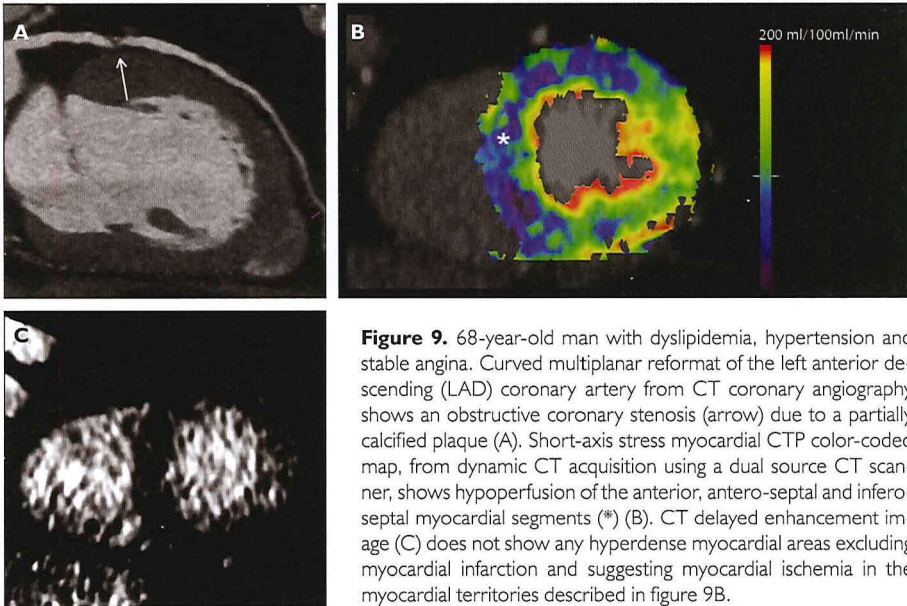 A
B
200 ml/100ml/min
*
C
Figure 9. 68-year-old man with dyslipidemia, hypertension and
stable angina. Curved multiplanar reformat of the left anterior de-
scending (LAD) coronary artery from CT coronary angiography
shows an obstructive coronary stenosis (arrow) due to a partially
calcified plaque (A). Short-axis stress myocardial CTP color-coded
map, from dynamic CT acquisition using a dual source CT scan-
ner, shows hypoperfusion of the anterior, antero-septal and infero-
septal myocardial segments (*) (B). CT delayed enhancement im-
age (C) does not show any hyperdense myocardial areas excluding
myocardial infarction and suggesting myocardial ischemia in the
myocardial territories described in figure 9B.